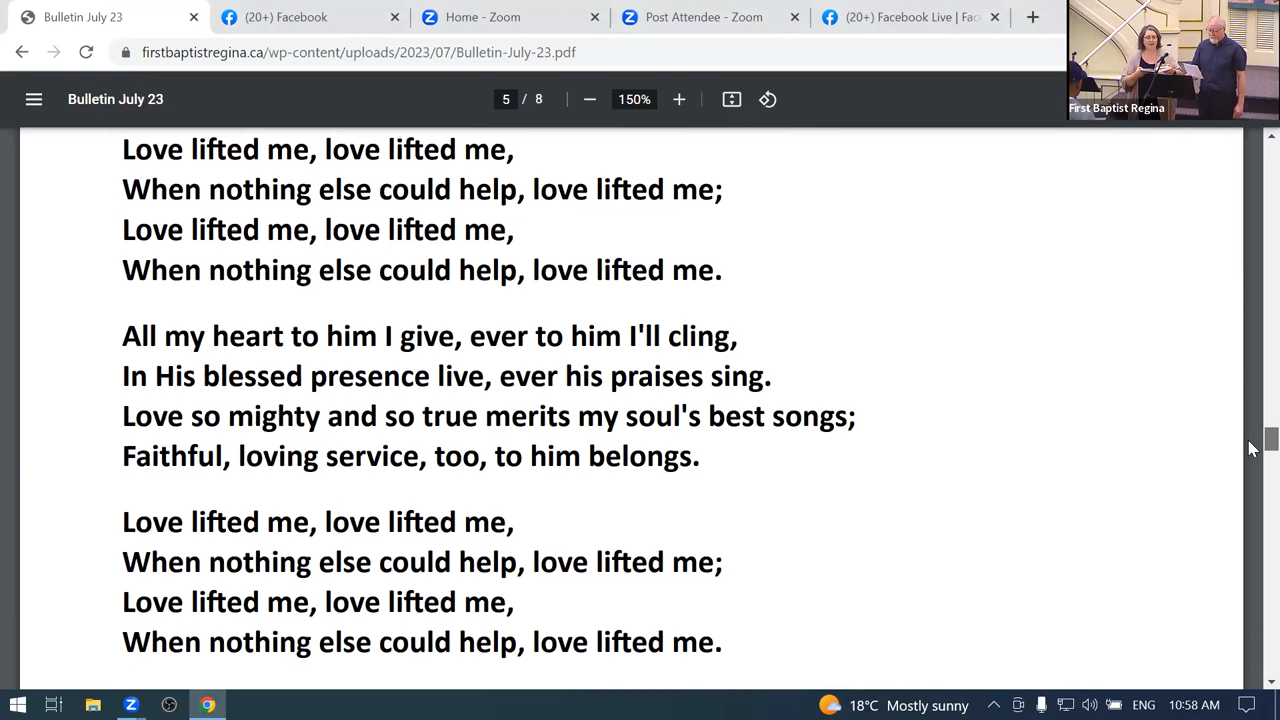 Bulletin July 23
(20+) Facebook
Home - Zoom
Post Attendee - Zoom
(20+) Facebook Live | Fac
firstbaptistregina.ca/wp-content/uploads/2023/07/Bulletin-July-23.pdf
Bulletin July 23
5 / 8
150%
First Baptist Regina
Love lifted me, love lifted me,
When nothing else could help, love lifted me;
Love lifted me, love lifted me,
When nothing else could help, love lifted me.
All my heart to him I give, ever to him I'll cling,
In His blessed presence live, ever his praises sing.
Love so mighty and so true merits my soul's best songs;
Faithful, loving service, too, to him belongs.
Love lifted me, love lifted me,
When nothing else could help, love lifted me;
Love lifted me, love lifted me,
When nothing else could help, love lifted me.
18°C Mostly sunny
ENG
10:58 AM